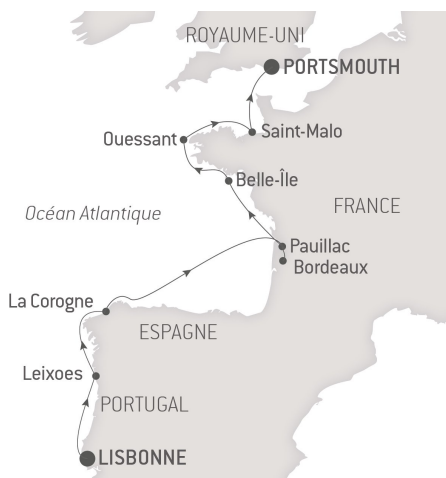 ROYAUME-UNI
PORTSMOUTH
Ouessant
Saint-Malo
Belle-Île
FRANCE
Océan Atlantique
Pauillac
Bordeaux
La Corogne
ESPAGNE
Leixoes
PORTUGAL
LISBONNE